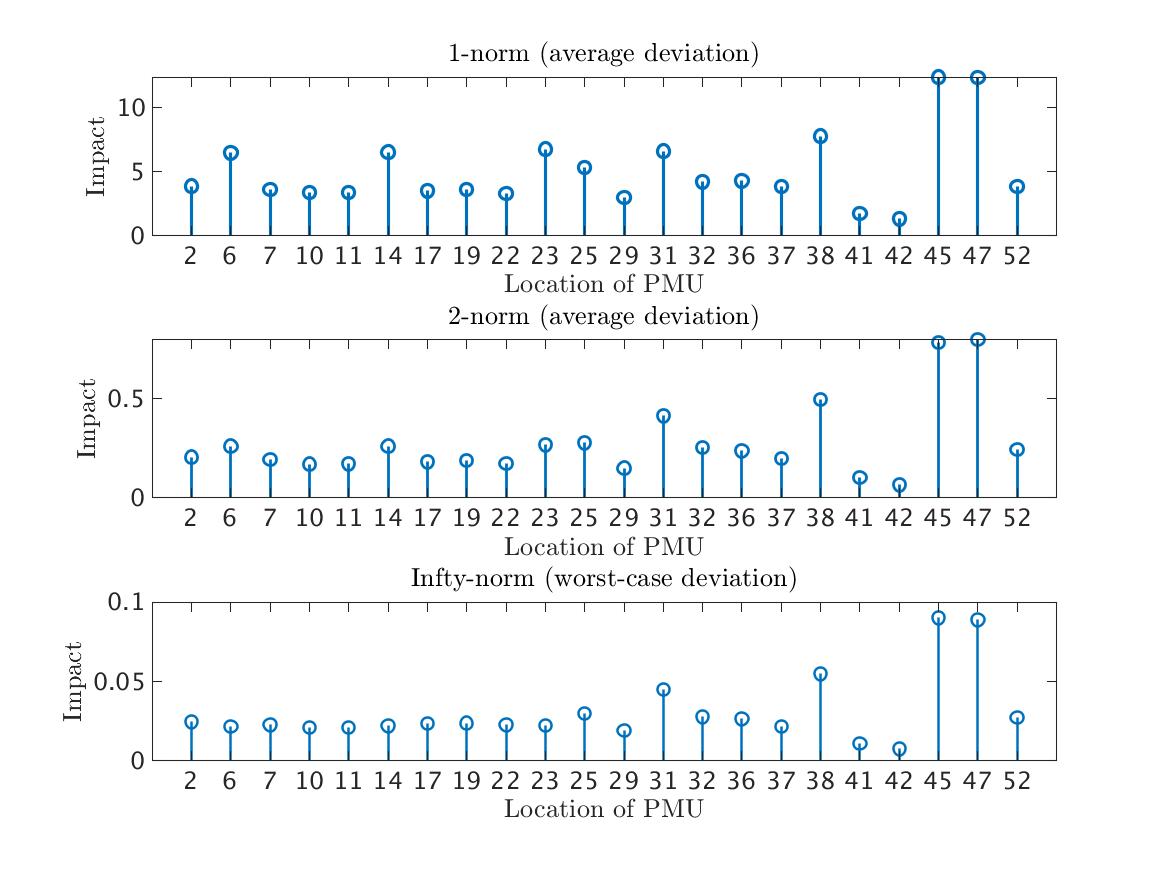 1-norm (average deviation)
10
5
0
Impact
2 6 7 10 11 14 17 19 22 23 25 29 31 32 36 37 38 41 42 45 47 52
Location of PMU
2-norm (average deviation)
0.5
0
Impact
2 6 7 10 11 14 17 19 22 23 25 29 31 32 36 37 38 41 42 45 47 52
Location of PMU
Infty-norm (worst-case deviation)
0.1
0.05
0
Impact
2 6 7 10 11 14 17 19 22 23 25 29 31 32 36 37 38 41 42 45 47 52
Location of PMU